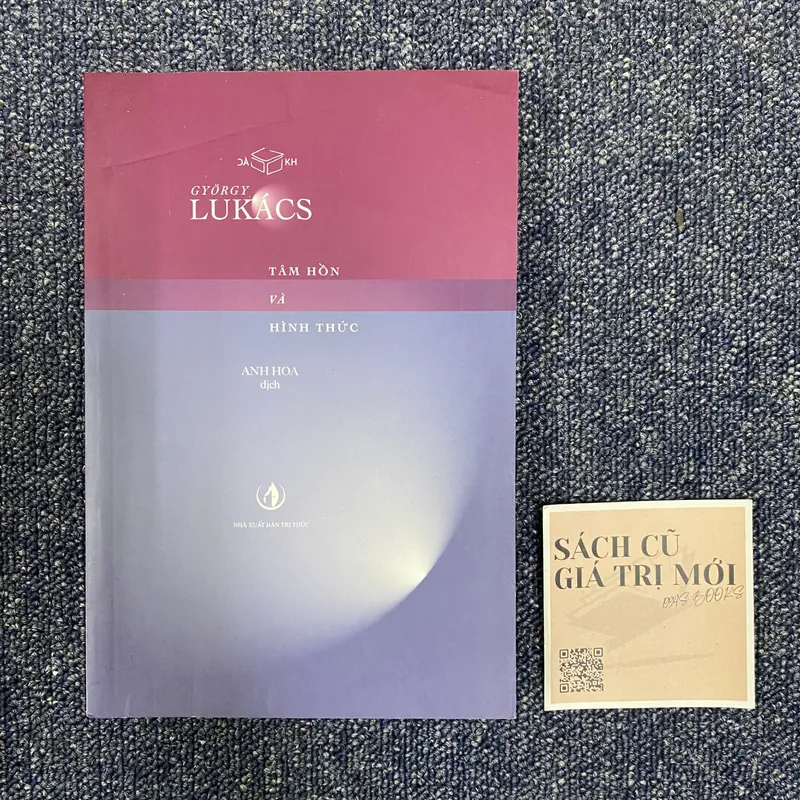 KH
GYÖRGY
LUKÁCS
TÂM HỒN
VÀ
HÌNH THỨC
ANH HOA
dịch
NHÀ XUẤT BẢN TRI THỨC
SÁCH CŨ
GIÁ TRỊ MỚI
BOOKS